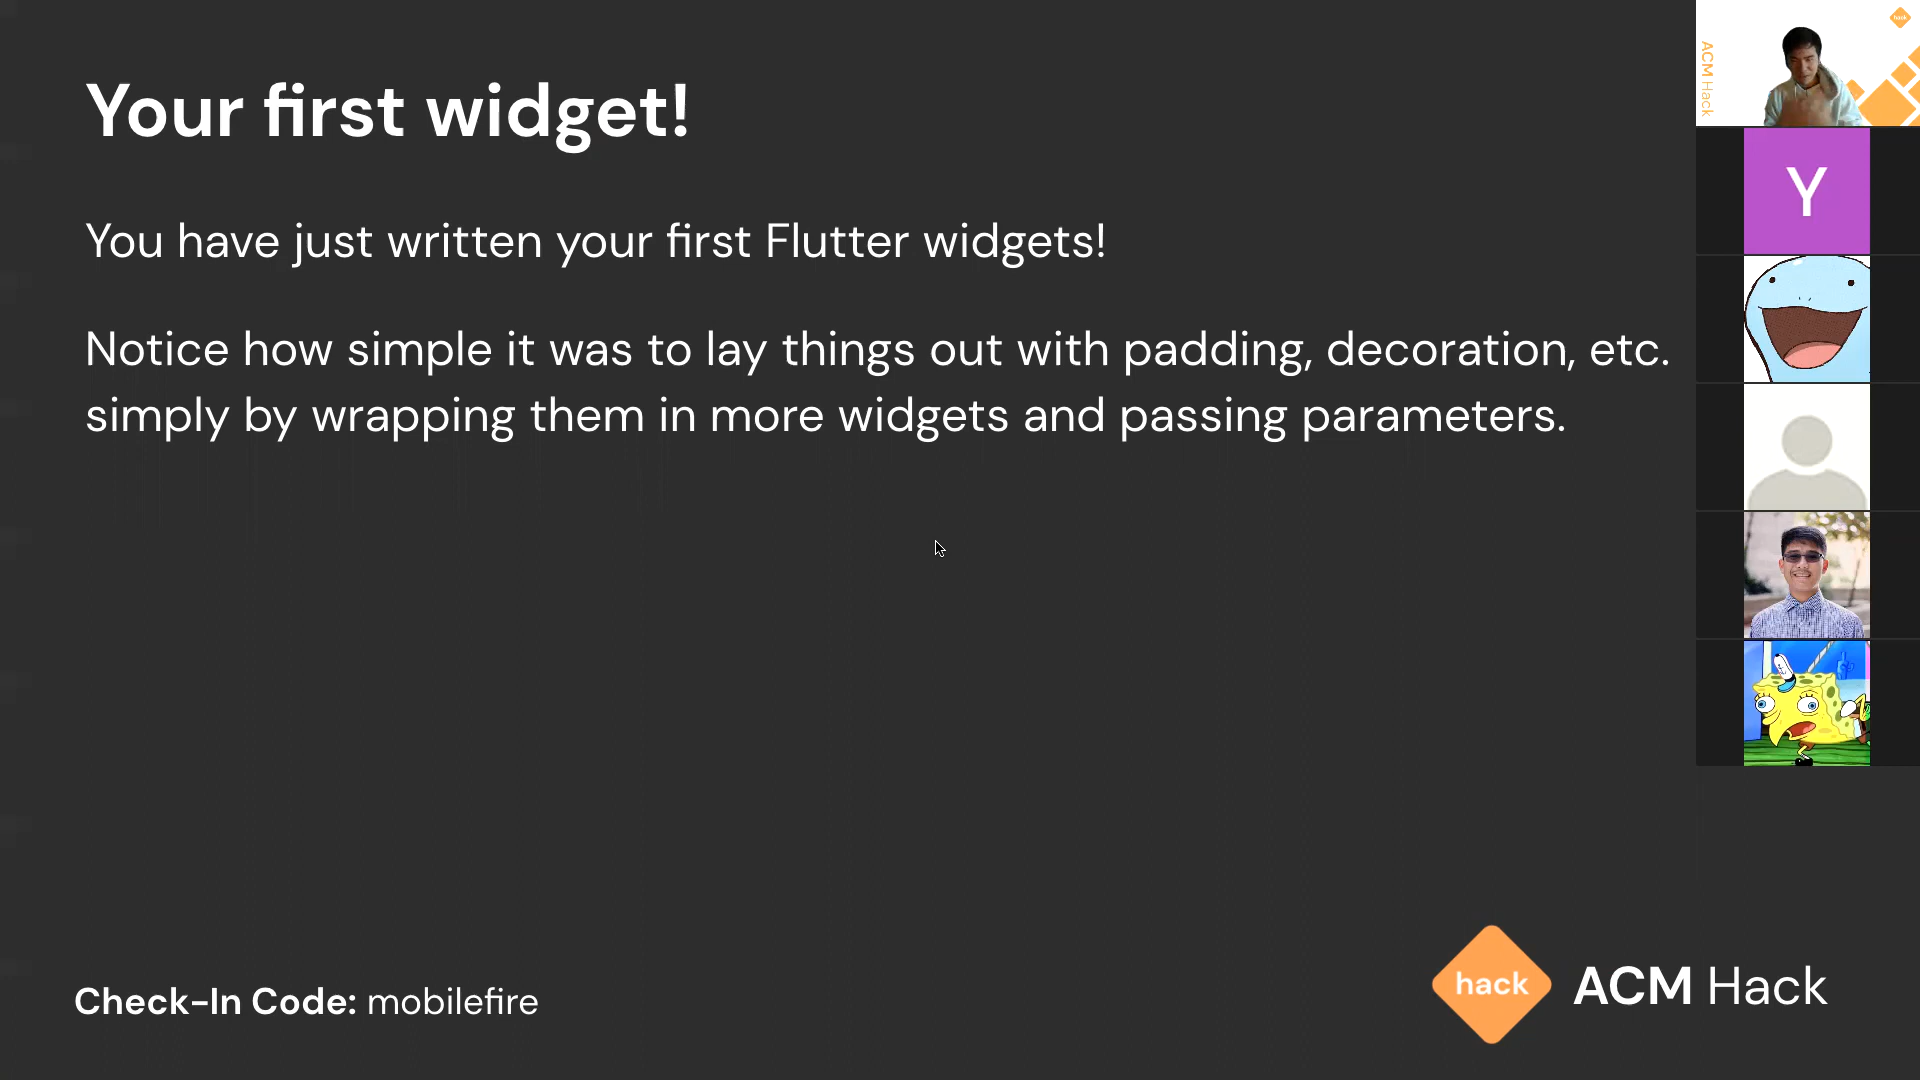 Your first widget!
You have just written your first Flutter widgets!
Notice how simple it was to lay things out with padding, decoration, etc.
simply by wrapping them in more widgets and passing parameters.
Check-In Code: mobilefire
hack ACM Hack
hack
ACM Hack
Y